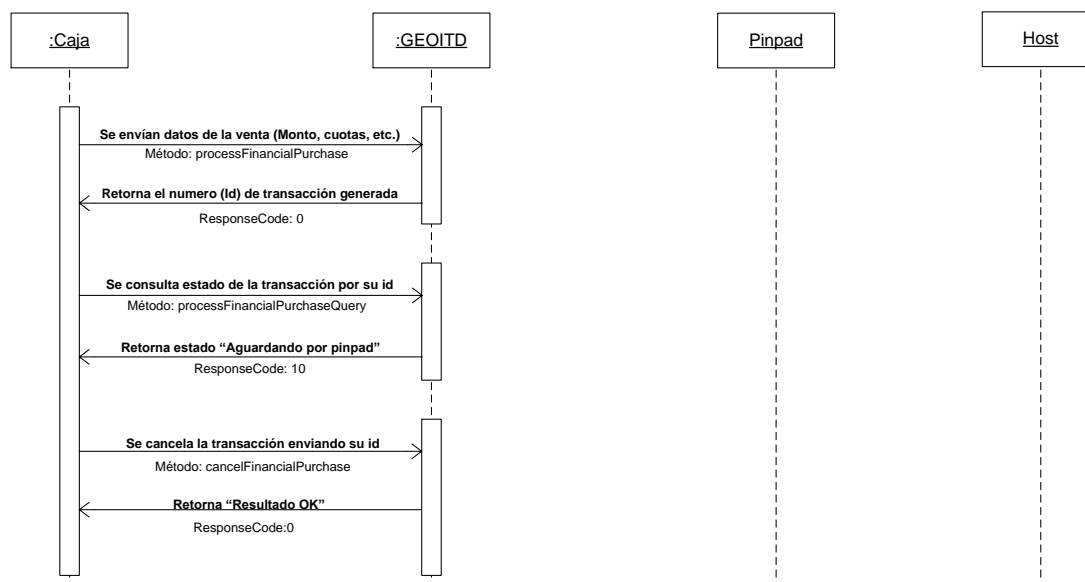 :Caja
:GEOITD
Pinpad
Host
Se envían datos de la venta (Monto, cuotas, etc.)
Método: processFinancialPurchase
Retorna el numero (Id) de transacción generada
ResponseCode: 0
Se consulta estado de la transacción por su id
Método: processFinancialPurchaseQuery
Retorna estado “Aguardando por pinpad”
ResponseCode: 10
Se cancela la transacción enviando su id
Método: cancelFinancialPurchase
Retorna “Resultado OK”
ResponseCode:0